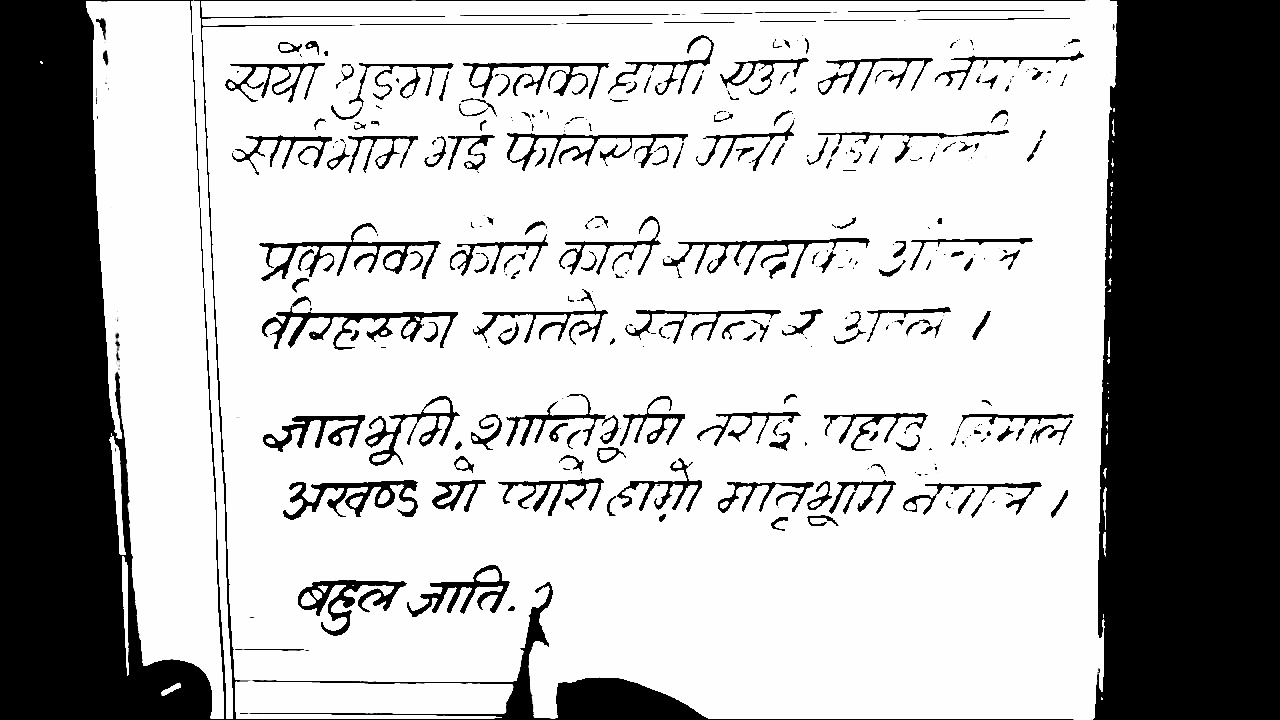 सयौं थुङ्गा फूलका हामी एउटै माला नेपाली
सार्वभौम भई फैलिएका मेची महाकाली ।
प्रकृतिका कोटी कोटी सम्पदाको आंचल
वीरहरुका रगतले, स्वतन्त्र र अटल ।
ज्ञानभूमि, शान्तिभूमि तराई, पहाड, हिमाल
अखण्ड यो प्यारो हाम्रो मातृभूमि नेपाल ।
बहुल जाति,